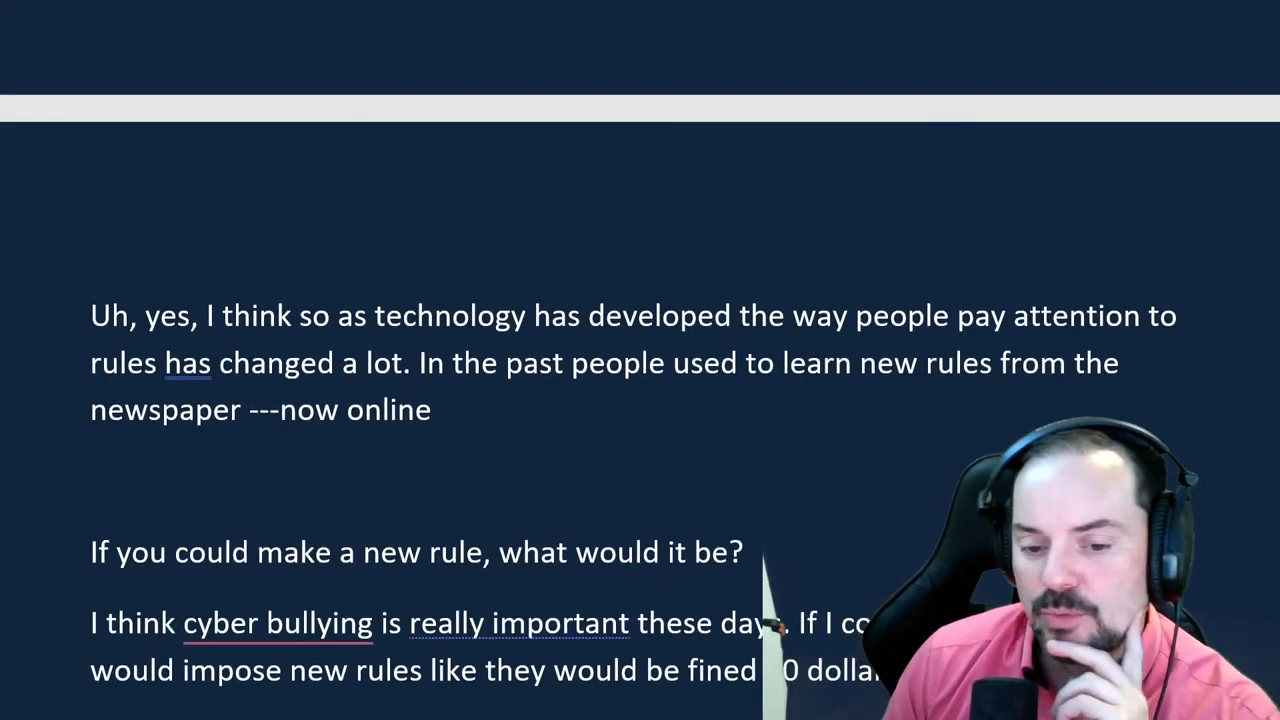 Uh, yes, I think so as technology has developed the way people pay attention to
rules has changed a lot. In the past people used to learn new rules from the
newspaper ---now online
If you could make a new rule, what would it be?
I think cyber bullying is really important these If I
would impose new rules like they would be fined